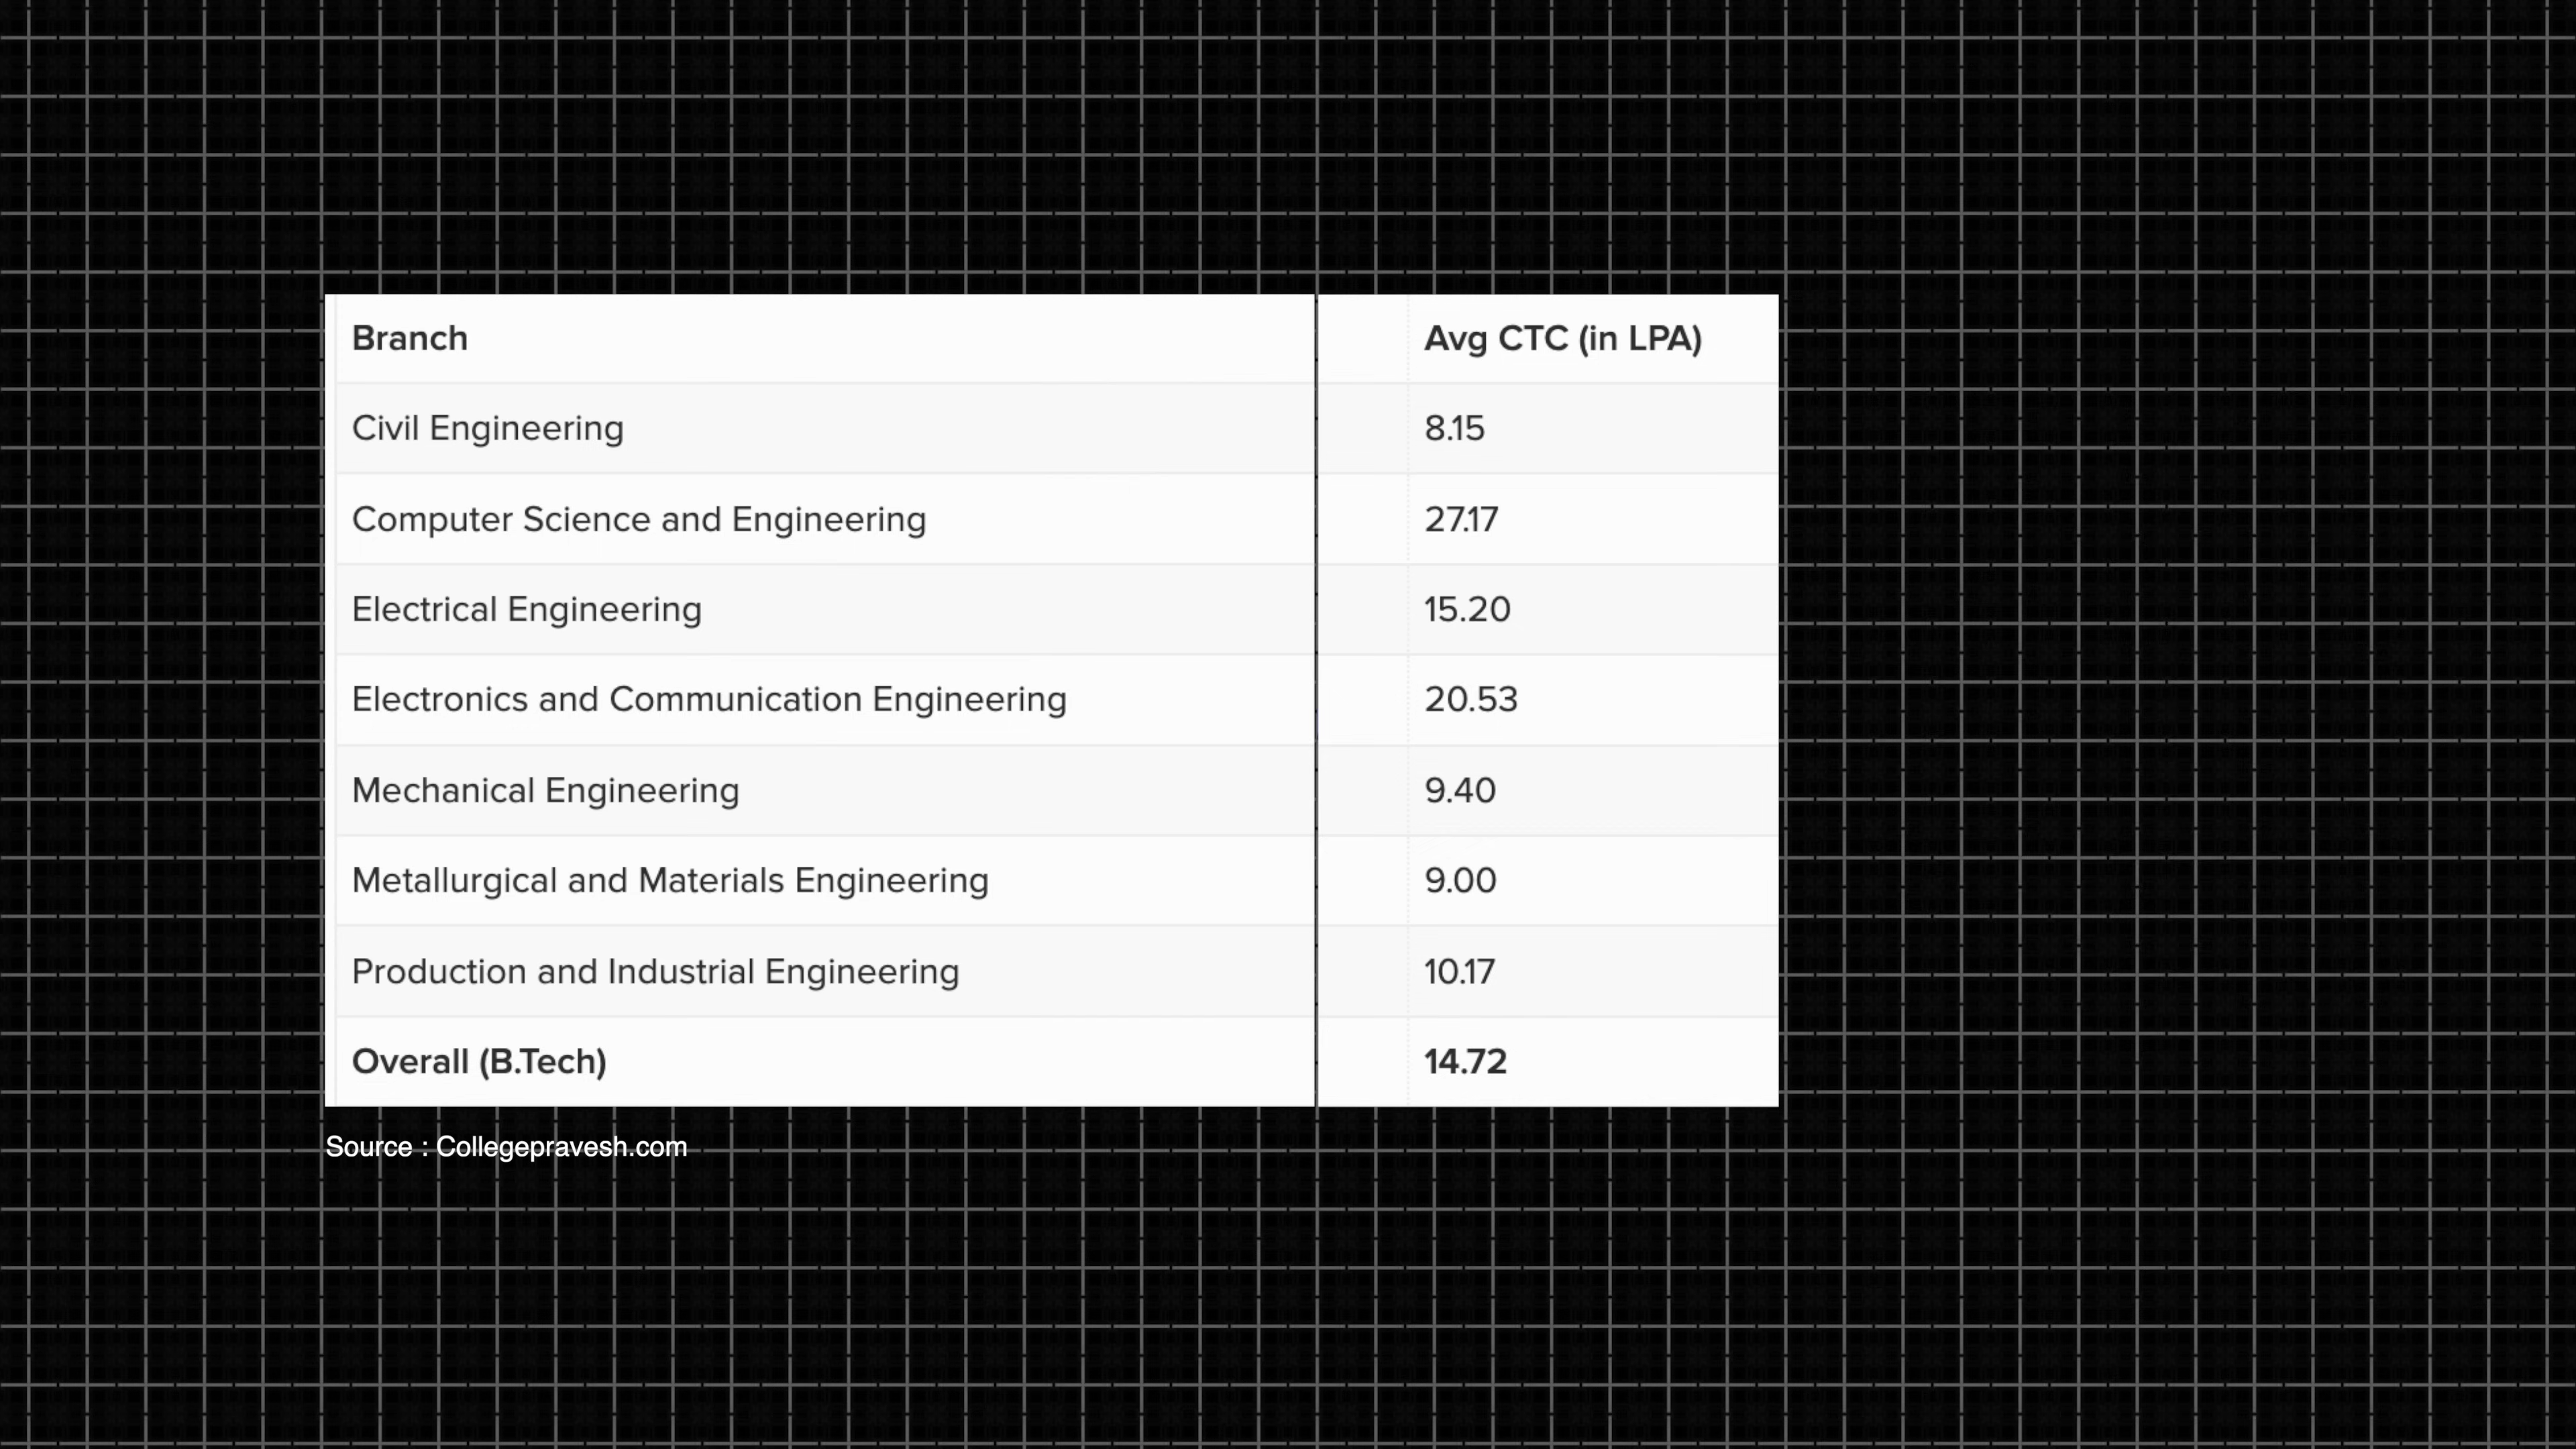 Branch Avg CTC (in LPA)
Civil Engineering 8.15
Computer Science and Engineering 27.17
Electrical Engineering 15.20
Electronics and Communication Engineering 20.53
Mechanical Engineering 9.40
Metallurgical and Materials Engineering 9.00
Production and Industrial Engineering 10.17
Overall (B.Tech) 14.72
Source : Collegepravesh.com